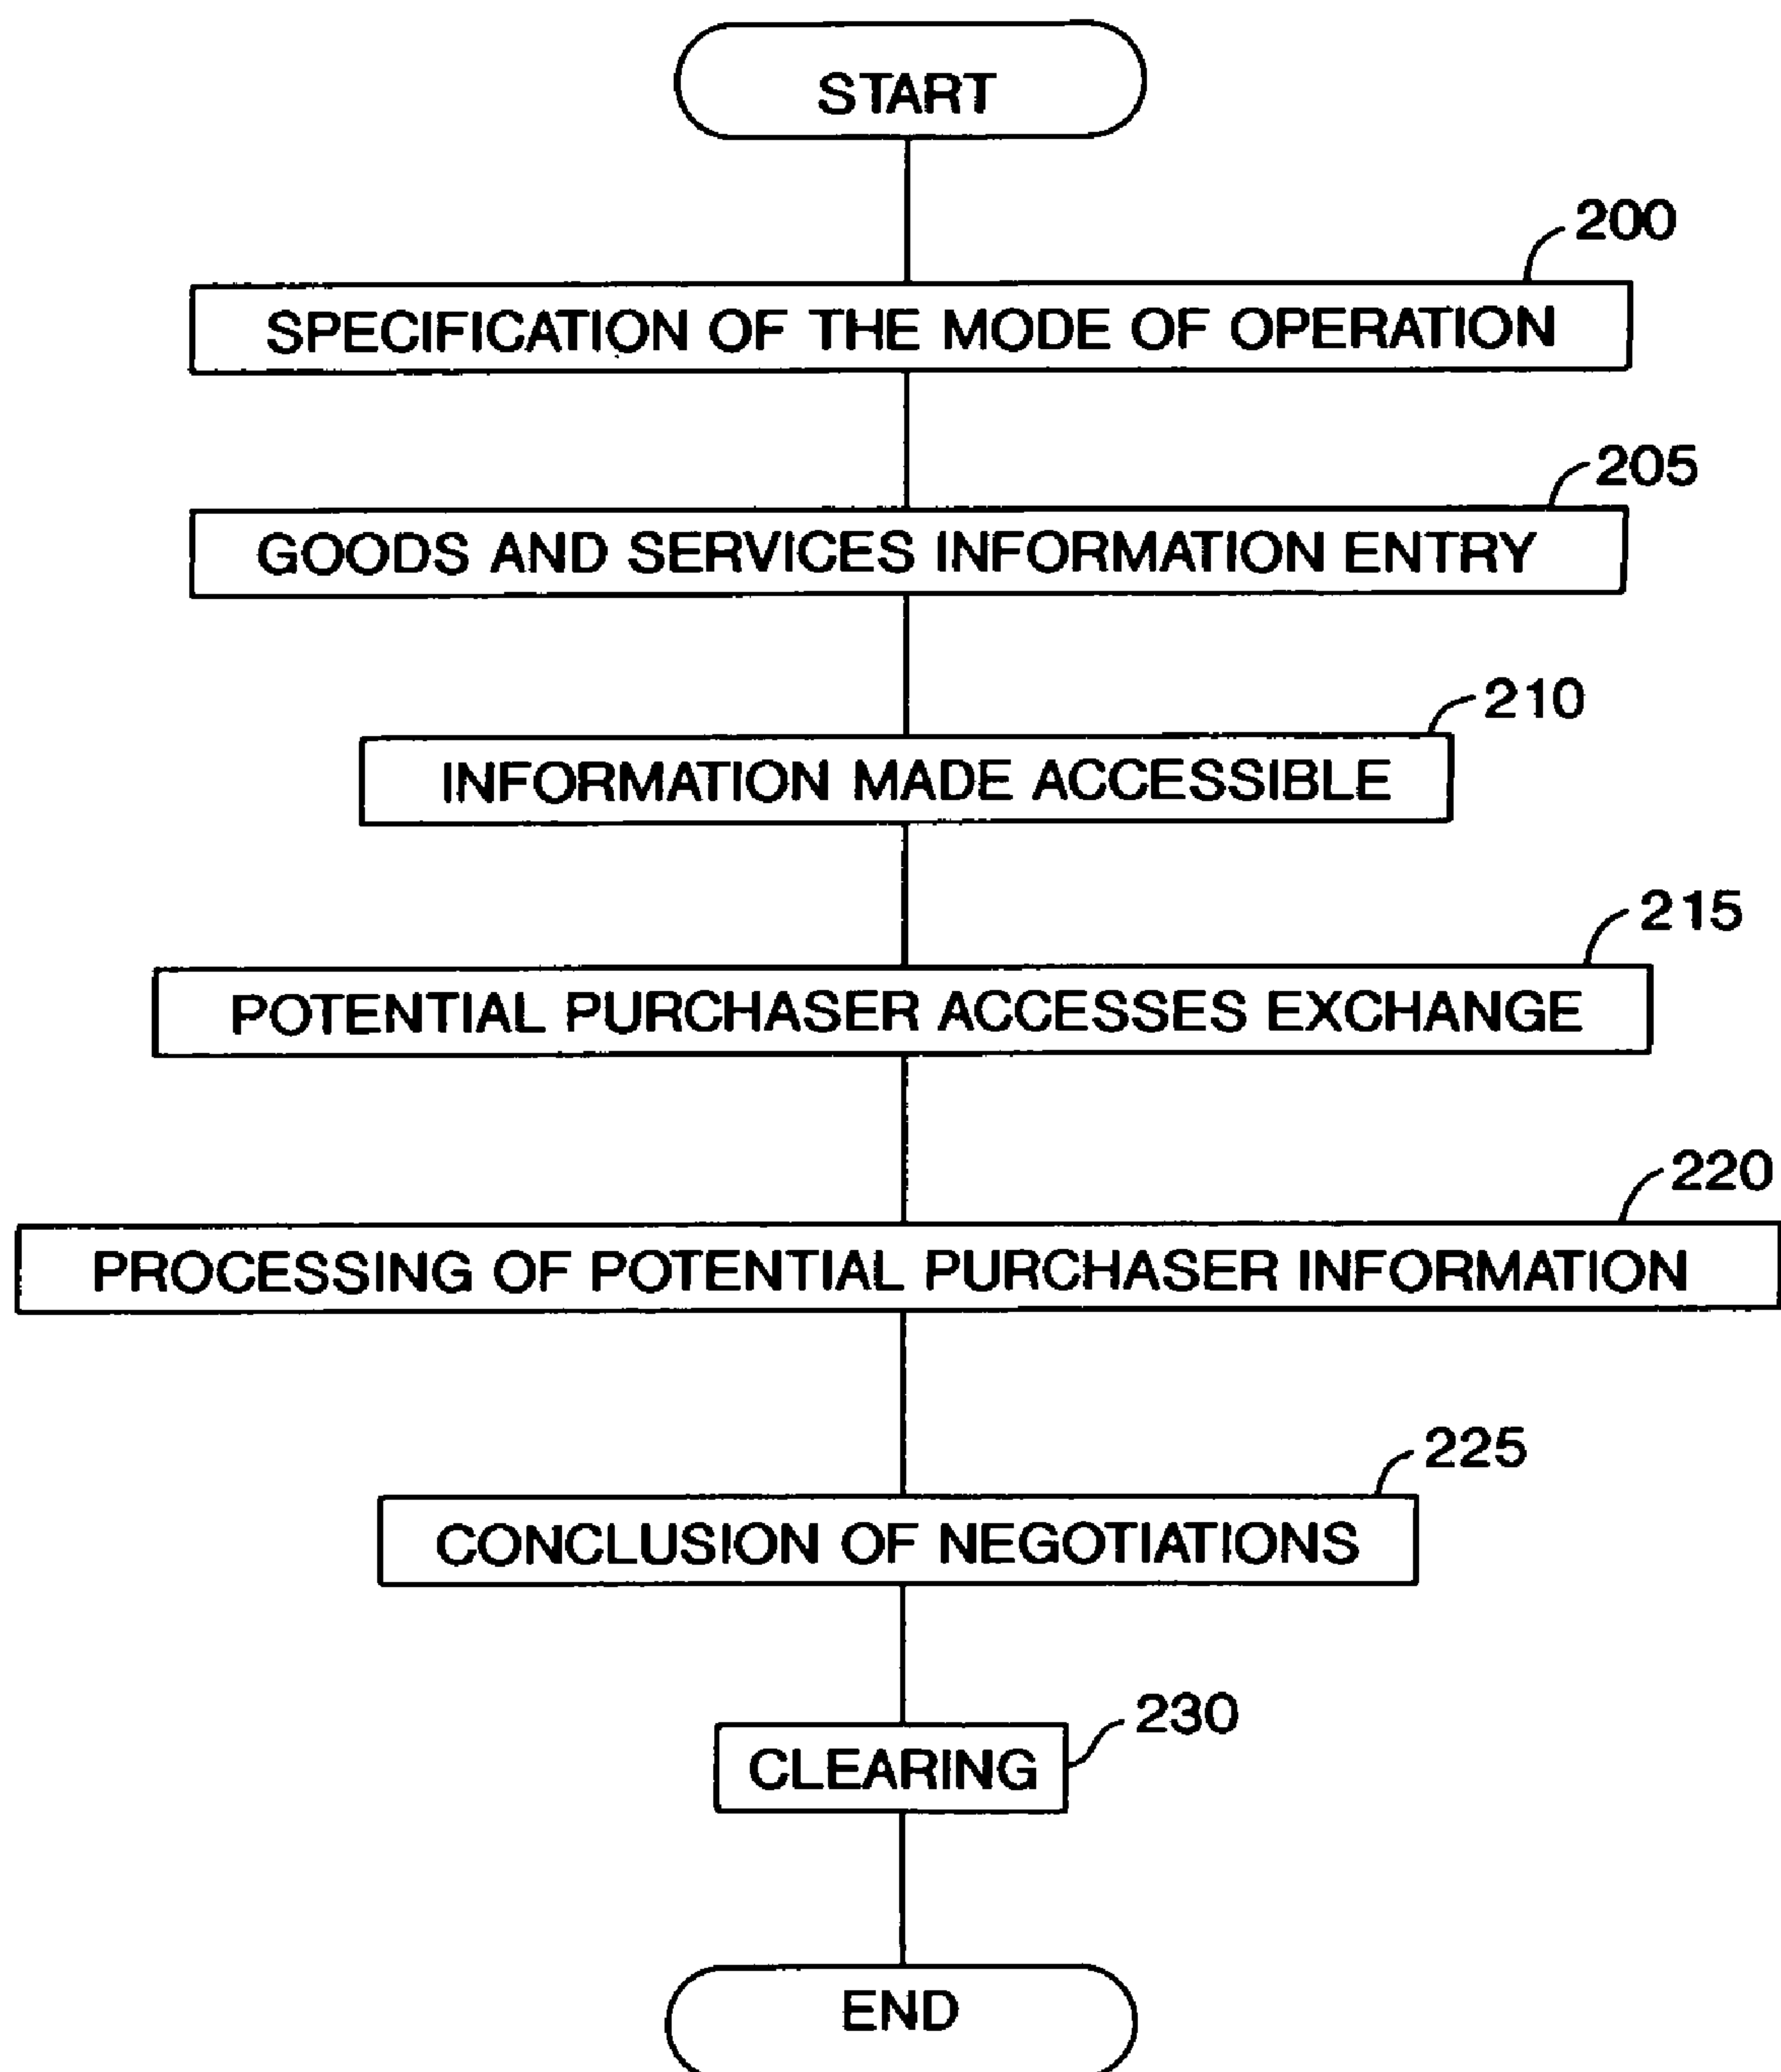 START
200
SPECIFICATION OF THE MODE OF OPERATION
205
GOODS AND SERVICES INFORMATION ENTRY
210
INFORMATION MADE ACCESSIBLE
215
POTENTIAL PURCHASER ACCESSES EXCHANGE
220
PROCESSING OF POTENTIAL PURCHASER INFORMATION
225
CONCLUSION OF NEGOTIATIONS
230
CLEARING
END